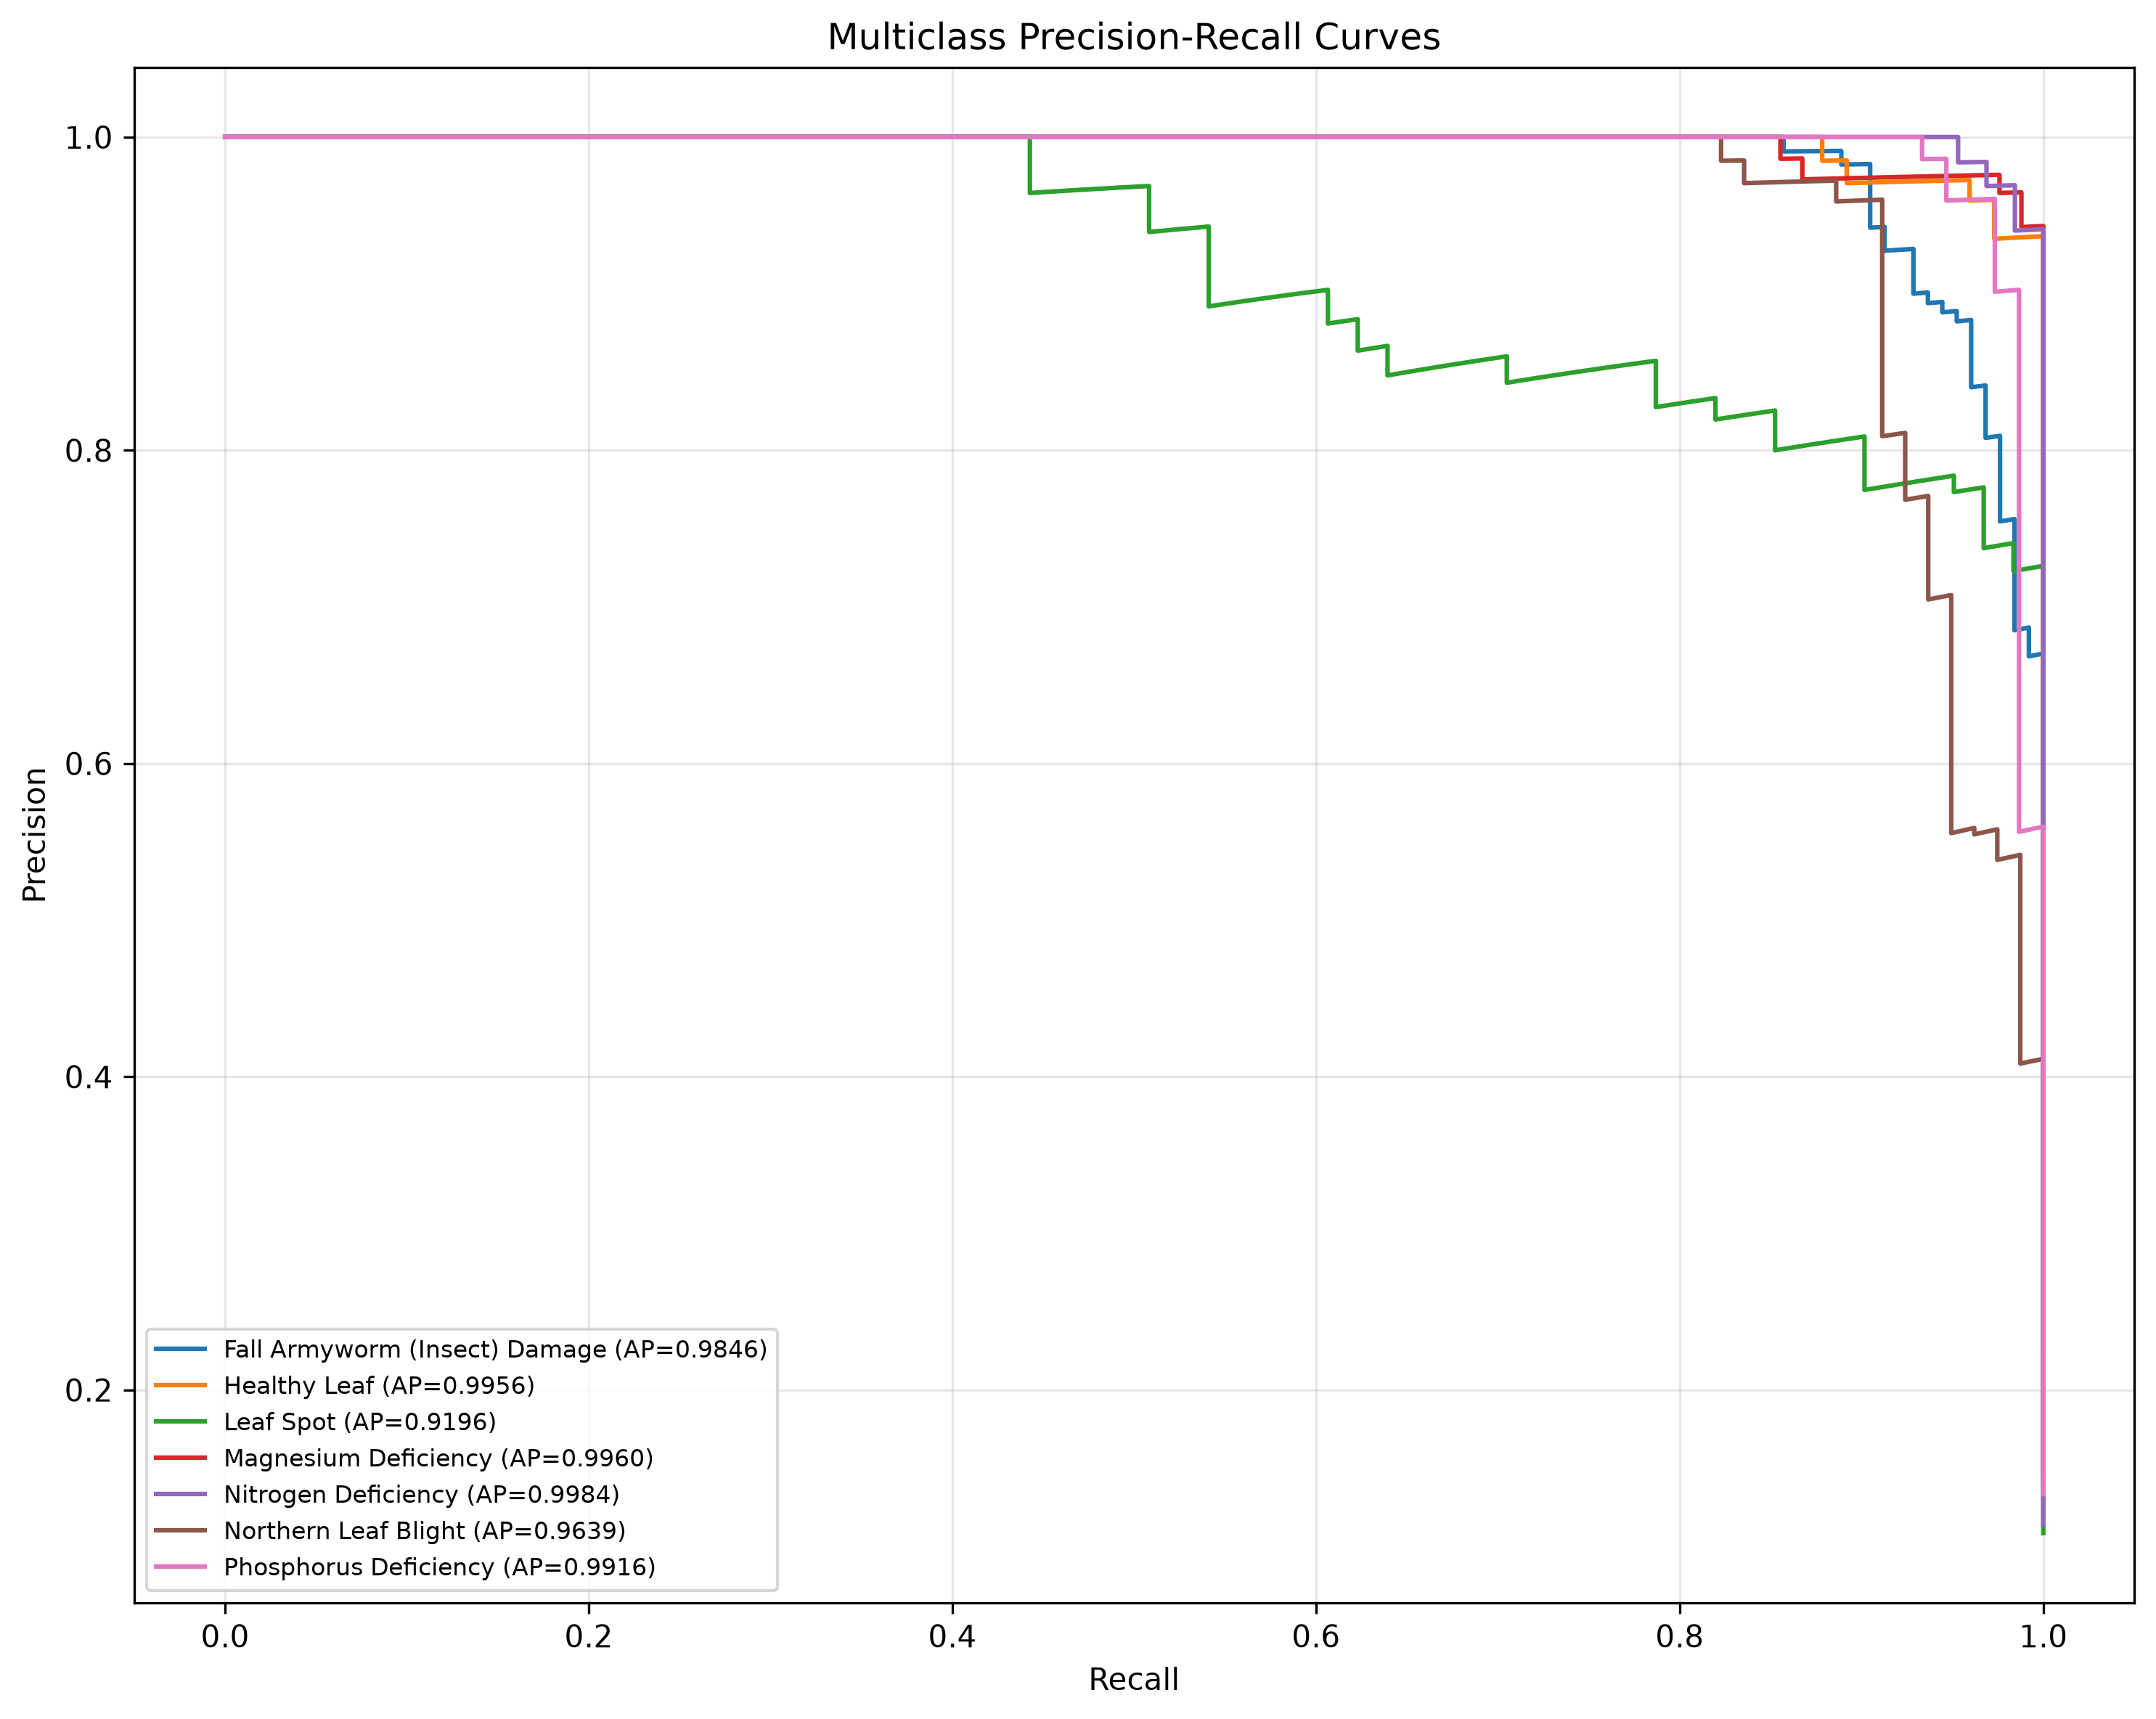 Multiclass Precision-Recall Curves
1.0
0.8
0.6
0.4
0.2
Precision
Fall Armyworm (Insect) Damage (AP=0.9846)
Healthy Leaf (AP=0.9956)
Leaf Spot (AP=0.9196)
Magnesium Deficiency (AP=0.9960)
Nitrogen Deficiency (AP=0.9984)
Northern Leaf Blight (AP=0.9639)
Phosphorus Deficiency (AP=0.9916)
0.0 0.2 0.4 0.6 0.8 1.0
Recall